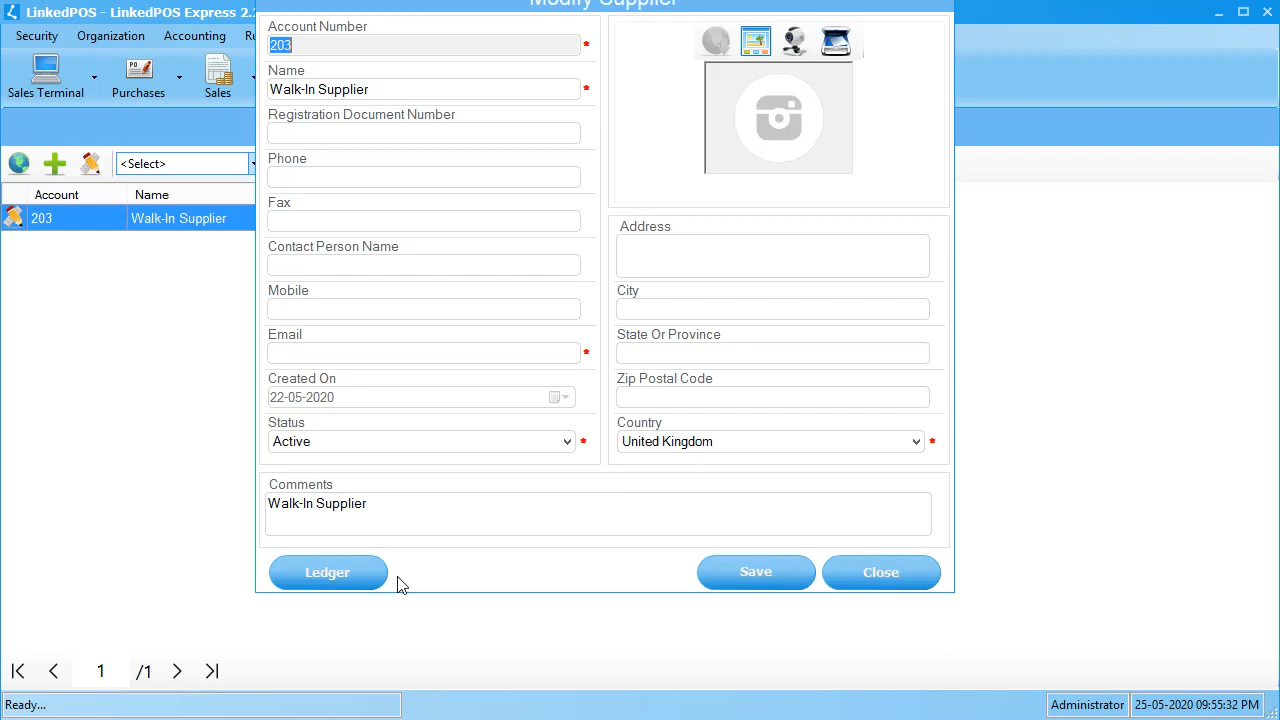 LinkedPOS - LinkedPOS Express 2.
Modify Supplier
Security Organization Accounting
Sales Terminal Purchases Sales
PO
<Select>
Account Name
203 Walk-In Supplier
Account Number
203 *
Name
Walk-In Supplier *
Registration Document Number
Phone
Fax
Contact Person Name
Mobile
Email
*
Created On
22-05-2020
Status
Active *
Address
City
State Or Province
Zip Postal Code
Country
United Kingdom *
Comments
Walk-In Supplier
Ledger Save Close
1 /1
Ready... Administrator 25-05-2020 09:55:32 PM